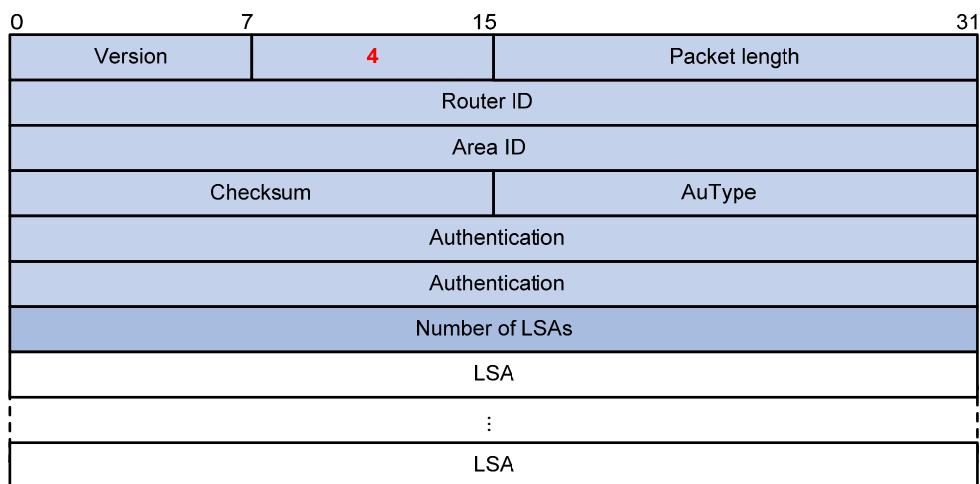 0 7 15 31
Version 4 Packet length
Router ID
Area ID
Checksum AuType
Authentication
Authentication
Number of LSAs
LSA
...
LSA